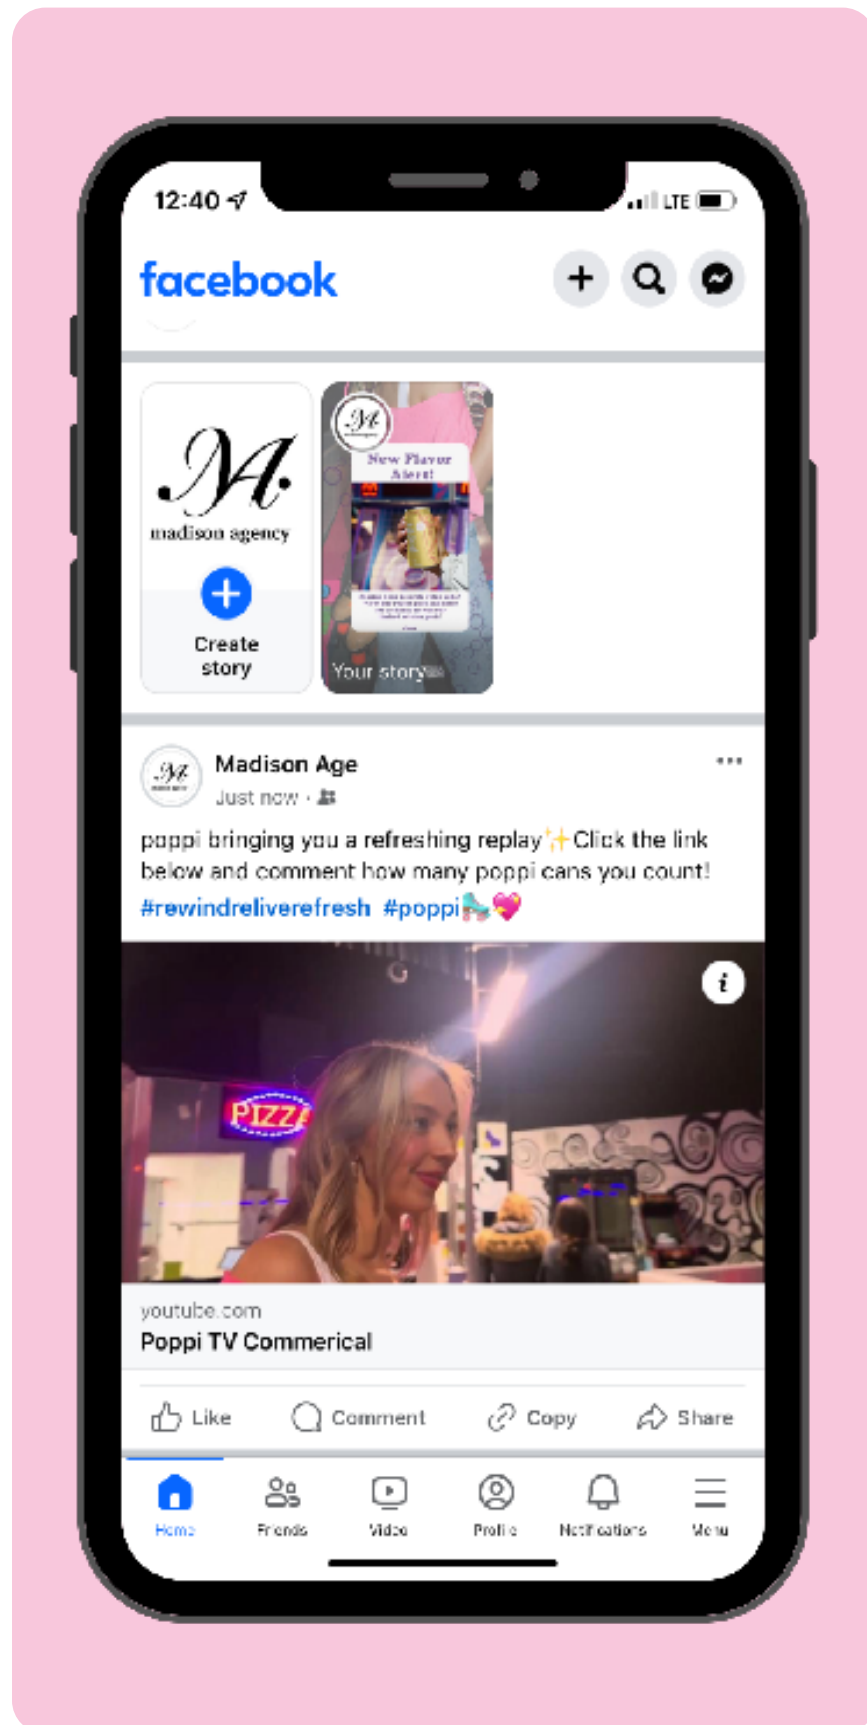 12:40
LTE
facebook
madison agency
Create
story
New Flavor
Alert!
Your story
Madison Age
Just now ·
poppi bringing you a refreshing replay✨Click the link
below and comment how many poppi cans you count!
#rewindreliverefresh #poppi🛼💖
PIZZA
youtube.com
Poppi TV Commerical
Like
Comment
Copy
Share
Home
Friends
Video
Profile
Notifications
Menu